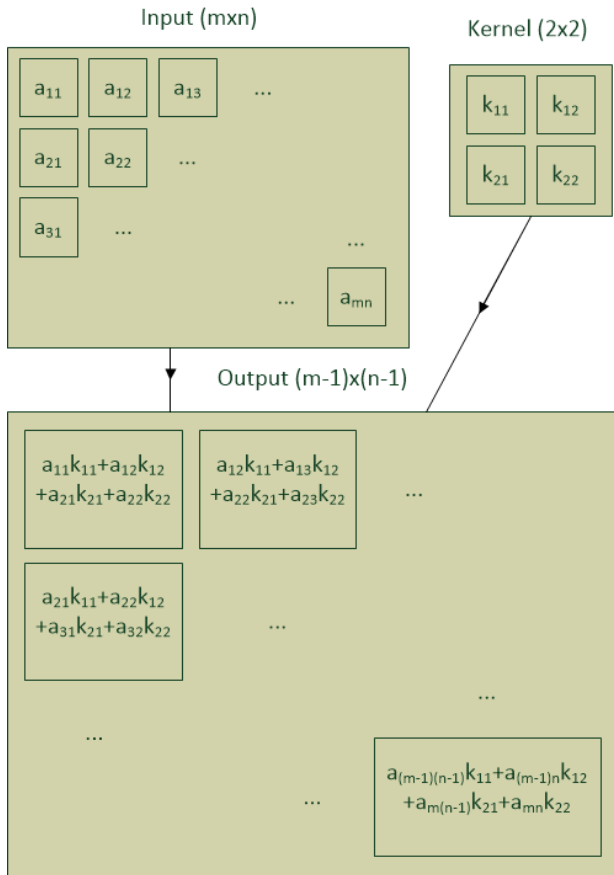 Input (mxn)
Kernel (2x2)
a₁₁ a₁₂ a₁₃ ...
a₂₁ a₂₂ ...
a₃₁ ...
...
... aₘₙ
k₁₁ k₁₂
k₂₁ k₂₂
Output (m-1)x(n-1)
a₁₁k₁₁+a₁₂k₁₂
+a₂₁k₂₁+a₂₂k₂₂
a₁₂k₁₁+a₁₃k₁₂
+a₂₂k₂₁+a₂₃k₂₂
...
a₂₁k₁₁+a₂₂k₁₂
+a₃₁k₂₁+a₃₂k₂₂
...
...
...
...
a₍ₘ₋₁₎₍ₙ₋₁₎k₁₁+a₍ₘ₋₁₎ₙk₁₂
+aₘ₍ₙ₋₁₎k₂₁+aₘₙk₂₂